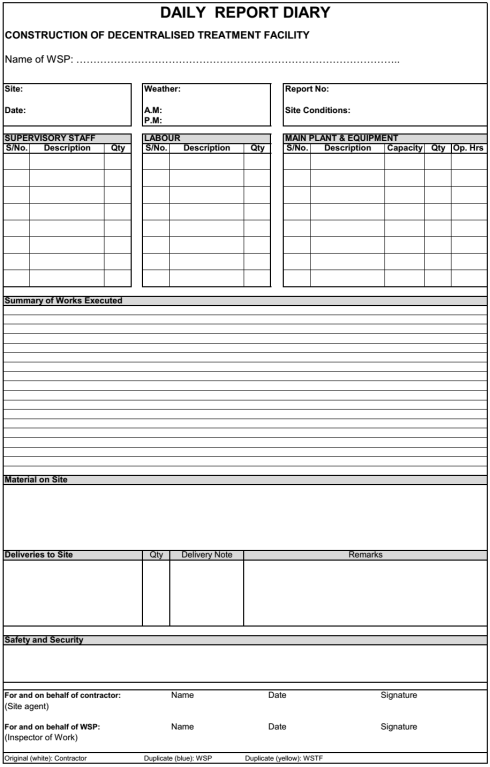 DAILY REPORT DIARY
CONSTRUCTION OF DECENTRALISED TREATMENT FACILITY
Name of WSP: ………………………………………………………………………………..
Site: Weather: Report No:
Date: A.M: Site Conditions:
P.M:
SUPERVISORY STAFF LABOUR MAIN PLANT & EQUIPMENT
S/No. Description Qty S/No. Description Qty S/No. Description Capacity Qty Op. Hrs
Summary of Works Executed
Material on Site
Deliveries to Site Qty Delivery Note Remarks
Safety and Security
For and on behalf of contractor: Name Date Signature
(Site agent)
For and on behalf of WSP: Name Date Signature
(Inspector of Work)
Original (white): Contractor Duplicate (blue): WSP Duplicate (yellow): WSTF